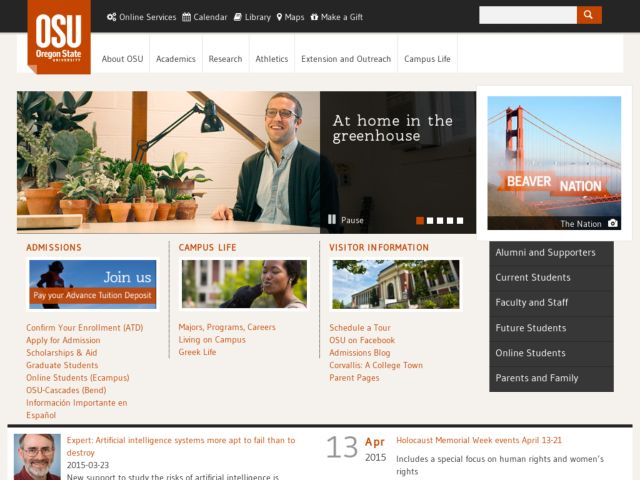 OSU
Oregon State
UNIVERSITY
Online Services
Calendar
Library
Maps
Make a Gift
About OSU
Academics
Research
Athletics
Extension and Outreach
Campus Life
At home in the
greenhouse
Pause
BEAVER NATION
The Nation
ADMISSIONS
Join us
Pay your Advance Tuition Deposit
Confirm Your Enrollment (ATD)
Apply for Admission
Scholarships & Aid
Graduate Students
Online Students (Ecampus)
OSU-Cascades (Bend)
Información Importante en
Español
CAMPUS LIFE
Majors, Programs, Careers
Living on Campus
Greek Life
VISITOR INFORMATION
Schedule a Tour
OSU on Facebook
Admissions Blog
Corvallis: A College Town
Parent Pages
Alumni and Supporters
Current Students
Faculty and Staff
Future Students
Online Students
Parents and Family
Expert: Artificial intelligence systems more apt to fail than to
destroy
2015-03-23
New support to study the risks of artificial intelligence is
13 Apr
2015
Holocaust Memorial Week events April 13-21
Includes a special focus on human rights and women's
rights